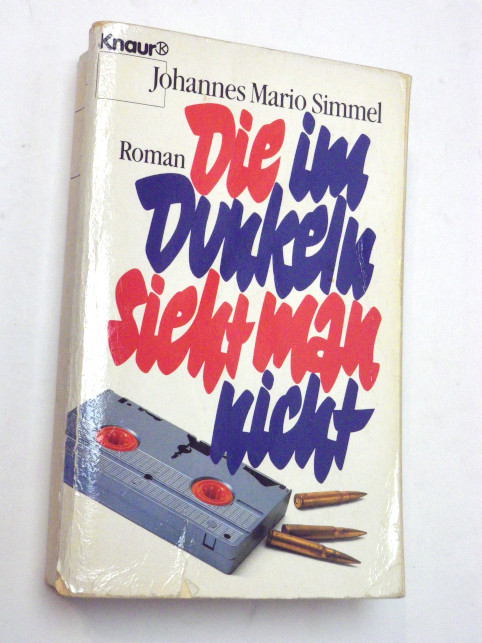 Knaur K
Johannes Mario Simmel
Roman
Die im
Dunkeln
sieht man
nicht